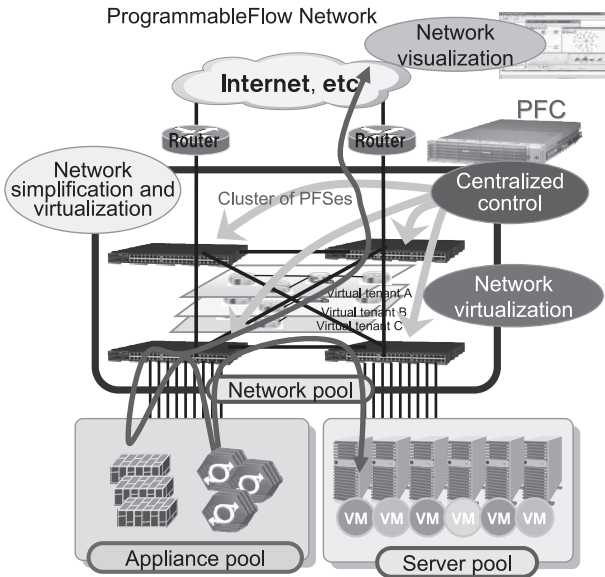 ProgrammableFlow Network
Network
visualization
Internet, etc
PFC
Router
Router
Network
simplification and
virtualization
Cluster of PFSes
Centralized
control
Virtual tenant A
Virtual tenant B
Virtual tenant C
Network
virtualization
Network pool
VM
VM
VM
VM
VM
VM
Appliance pool
Server pool